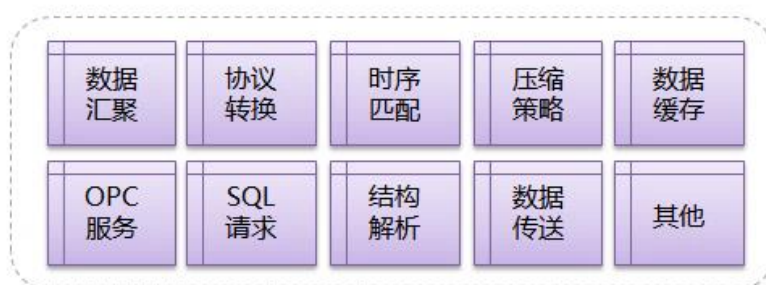 数据
汇聚
协议
转换
时序
匹配
压缩
策略
数据
缓存
OPC
服务
SQL
请求
结构
解析
数据
传送
其他